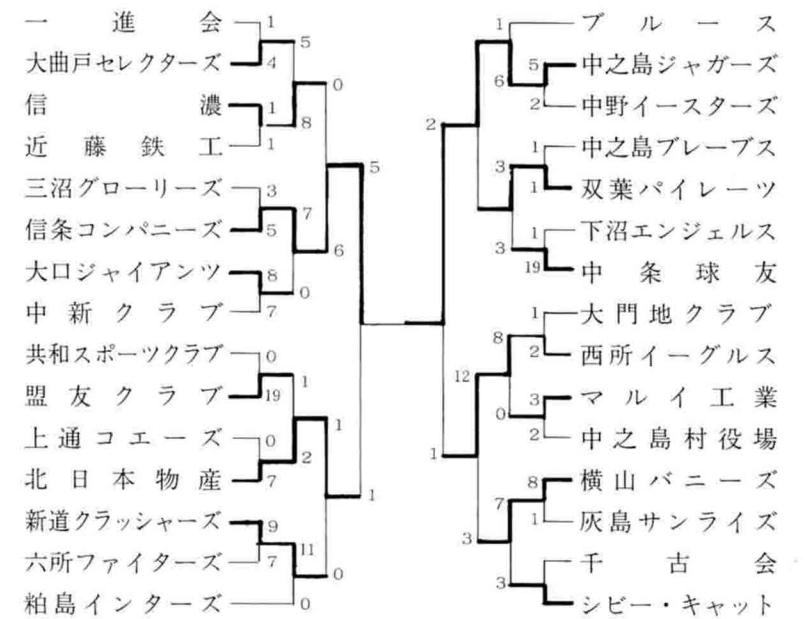 一進会 1
5
大曲戸セレクターズ 4
0
信濃 1
8
近藤鉄工 1
5
三沼グローリーズ 3
7
信条コンパニーズ 5
6
大口ジャイアンツ 8
0
中新クラブ 7
共和スポーツクラブ 0
1
盟友クラブ 19
1
上通コエーズ 0
2
北日本物産 7
1
新道クラッシャーズ 9
11
六所ファイターズ 7
0
粕島インターズ 0
1 ブルース
5 中之島ジャガーズ
6
2 中野イースターズ
2
1 中之島ブレーブス
3
1 双葉パイレーツ
1 下沼エンジェルス
3
19 中条球友
1 大門地クラブ
8
2 西所イーグルス
12
3 マルイ工業
0
2 中之島村役場
1
8 横山バニーズ
7
1 灰島サンライズ
3
千古会
3
シビー・キャット